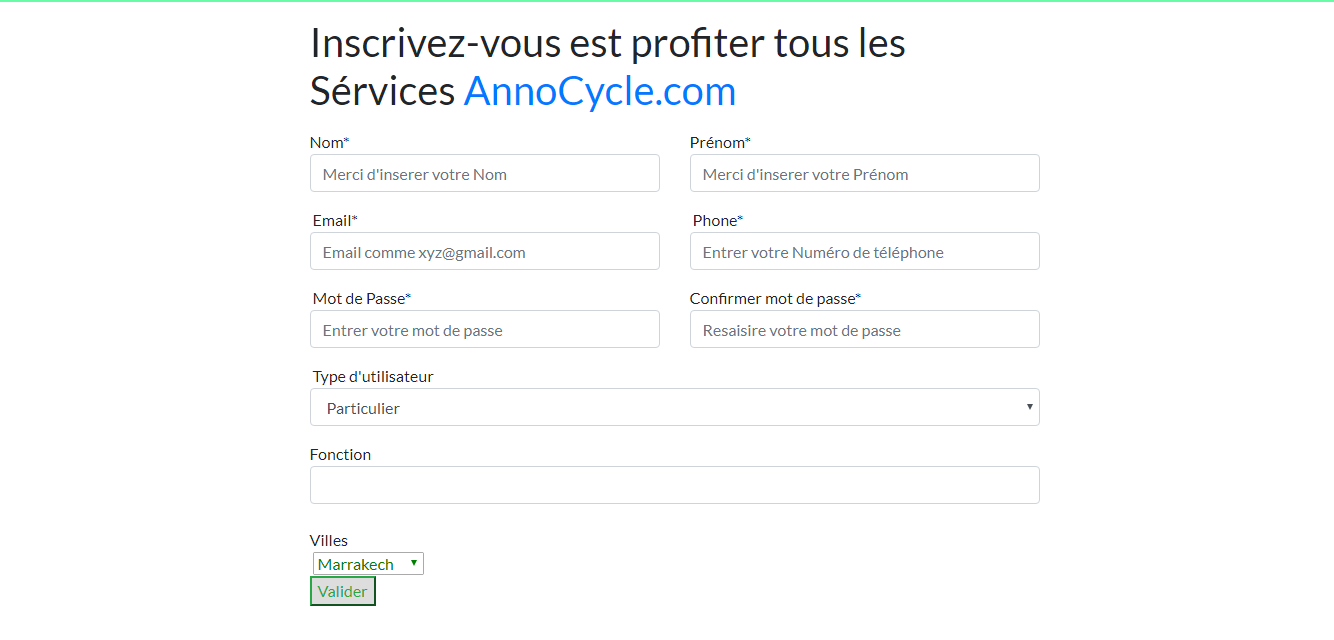 Inscrivez-vous est profiter tous les
Sérvices AnnoCycle.com
Nom* Prénom*
Merci d'inserer votre Nom Merci d'inserer votre Prénom
Email* Phone*
Email comme xyz@gmail.com Entrer votre Numéro de téléphone
Mot de Passe* Confirmer mot de passe*
Entrer votre mot de passe Resaisire votre mot de passe
Type d'utilisateur
Particulier
Fonction
Villes
Marrakech
Valider